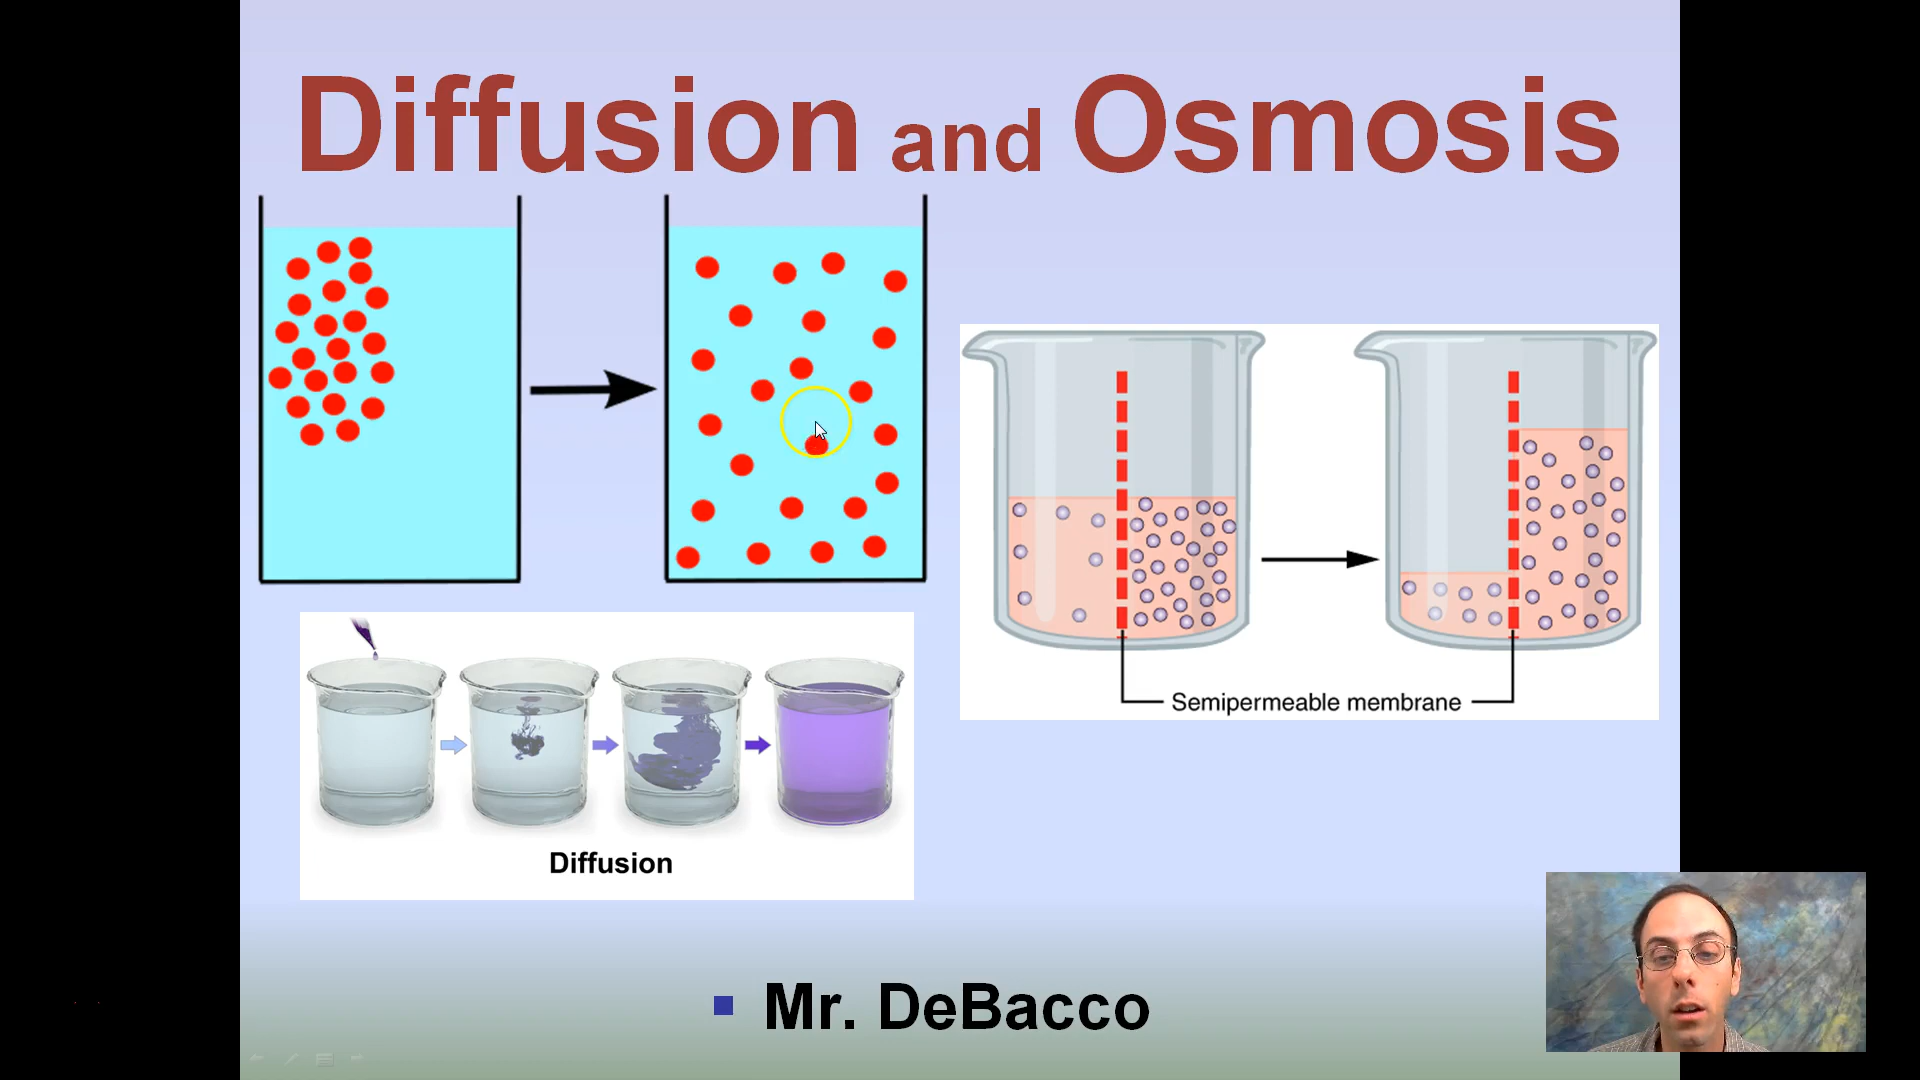 Diffusion and Osmosis
Semipermeable membrane
Diffusion
Mr. DeBacco